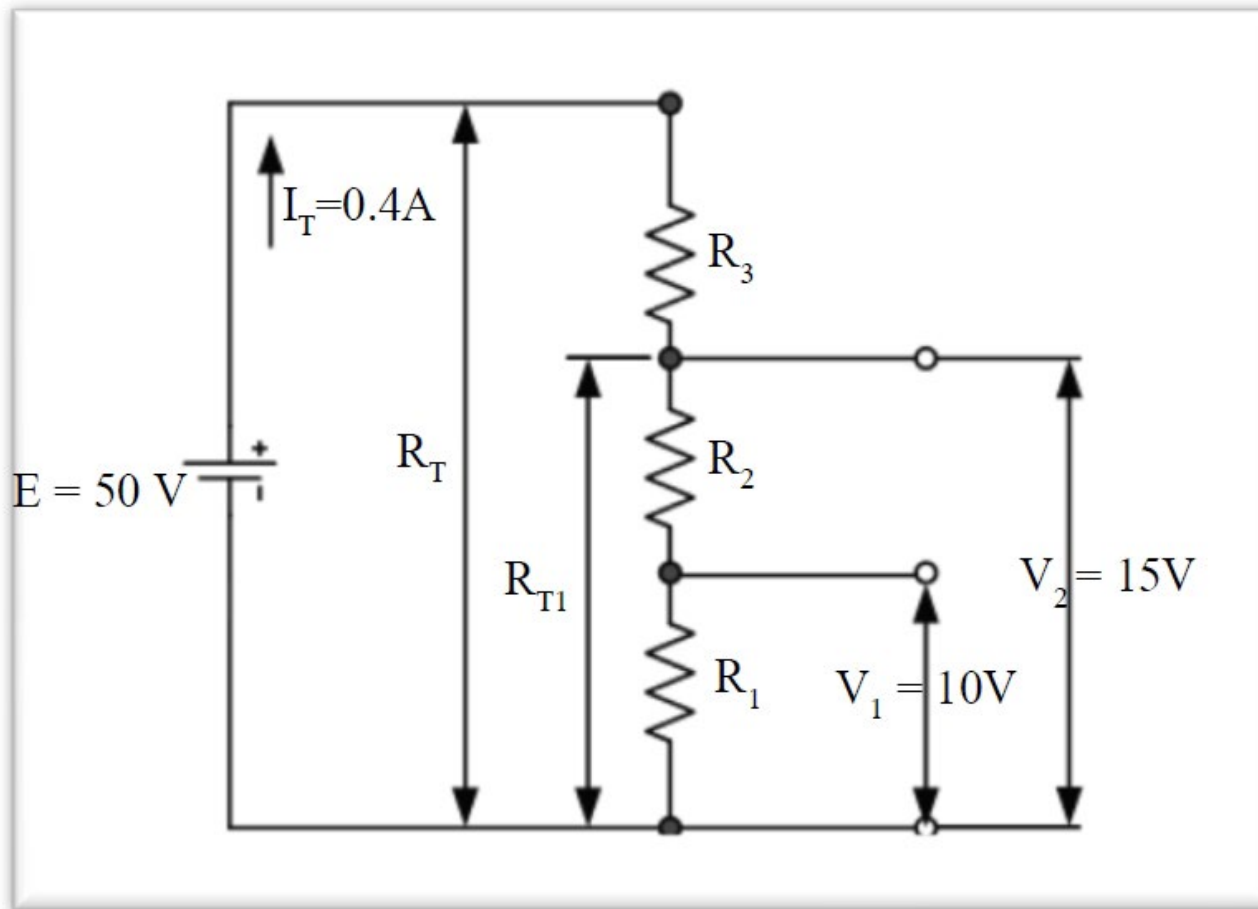 I_T=0.4A
R_3
R_T
+
E = 50 V
-
R_2
R_T1
V_2 = 15V
R_1
V_1 = 10V